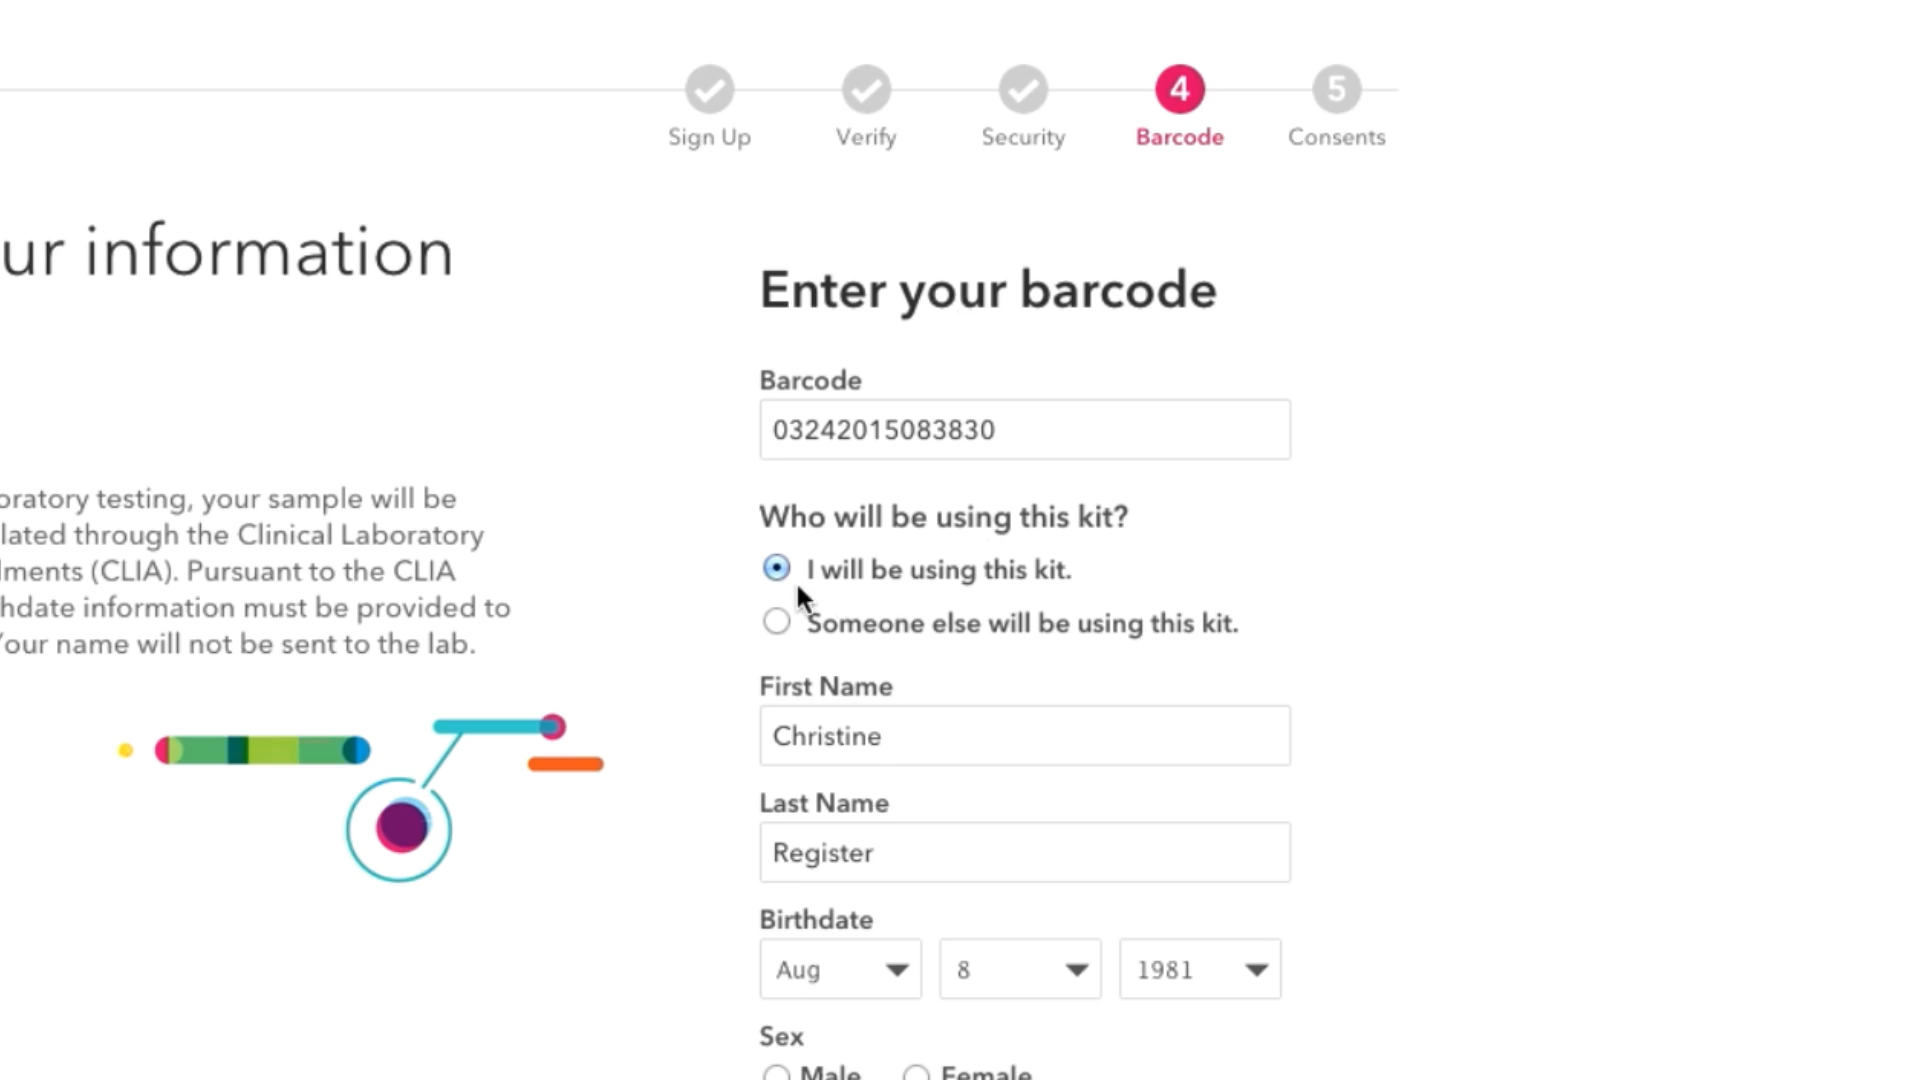 Sign Up
Verify
Security
4
Barcode
5
Consents
ur information
oratory testing, your sample will be
lated through the Clinical Laboratory
lments (CLIA). Pursuant to the CLIA
hdate information must be provided to
our name will not be sent to the lab.
Enter your barcode
Barcode
03242015083830
Who will be using this kit?
I will be using this kit.
Someone else will be using this kit.
First Name
Christine
Last Name
Register
Birthdate
Aug
8
1981
Sex
Male
Female